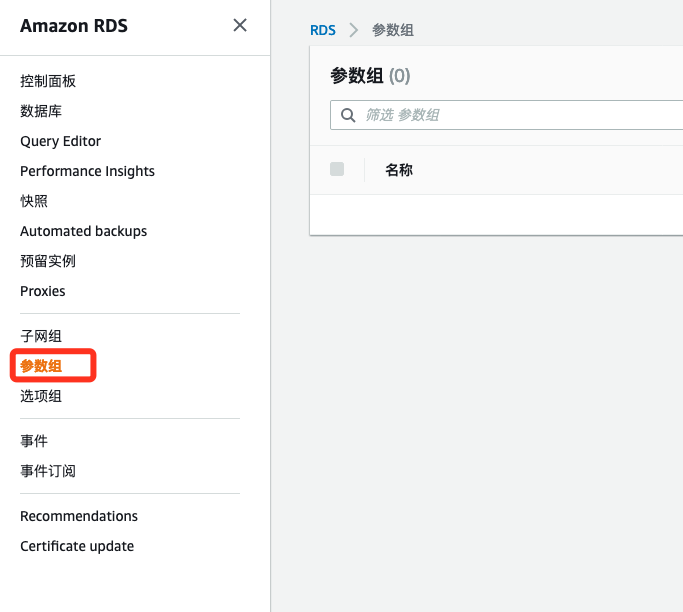 Amazon RDS
控制面板
数据库
Query Editor
Performance Insights
快照
Automated backups
预留实例
Proxies
子网组
参数组
选项组
事件
事件订阅
Recommendations
Certificate update
RDS > 参数组
参数组 (0)
筛选 参数组
名称